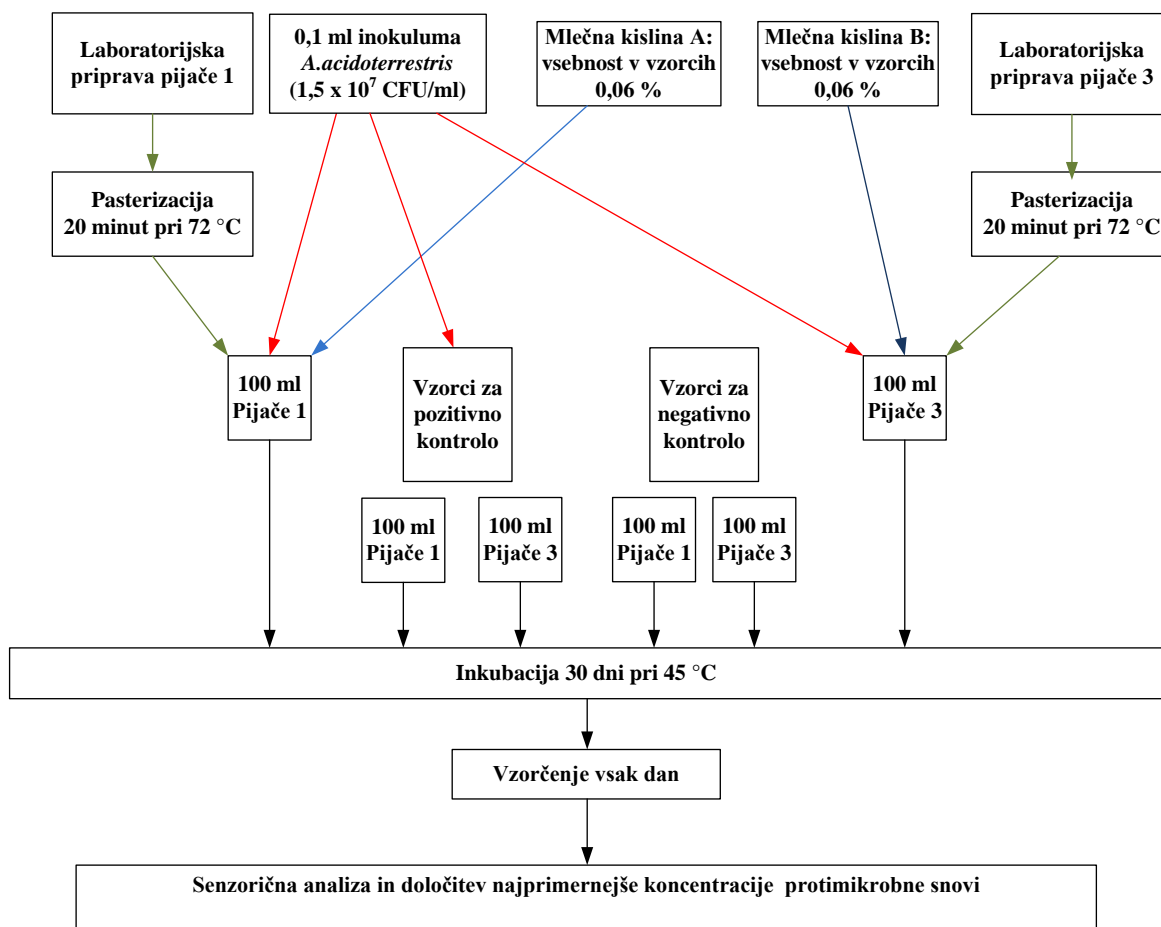 Laboratorijska
priprava pijače 1
0,1 ml inokuluma
A.acidoterrestris
(1,5 x 10⁷ CFU/ml)
Mlečna kislina A:
vsebnost v vzorcih
0,06 %
Mlečna kislina B:
vsebnost v vzorcih
0,06 %
Laboratorijska
priprava pijače 3
Pasterizacija
20 minut pri 72 °C
Pasterizacija
20 minut pri 72 °C
100 ml
Pijače 1
Vzorci za
pozitivno
kontrolo
Vzorci za
negativno
kontrolo
100 ml
Pijače 3
100 ml
Pijače 1
100 ml
Pijače 3
100 ml
Pijače 1
100 ml
Pijače 3
Inkubacija 30 dni pri 45 °C
Vzorčenje vsak dan
Senzorična analiza in določitev najprimernejše koncentracije protimikrobne snovi